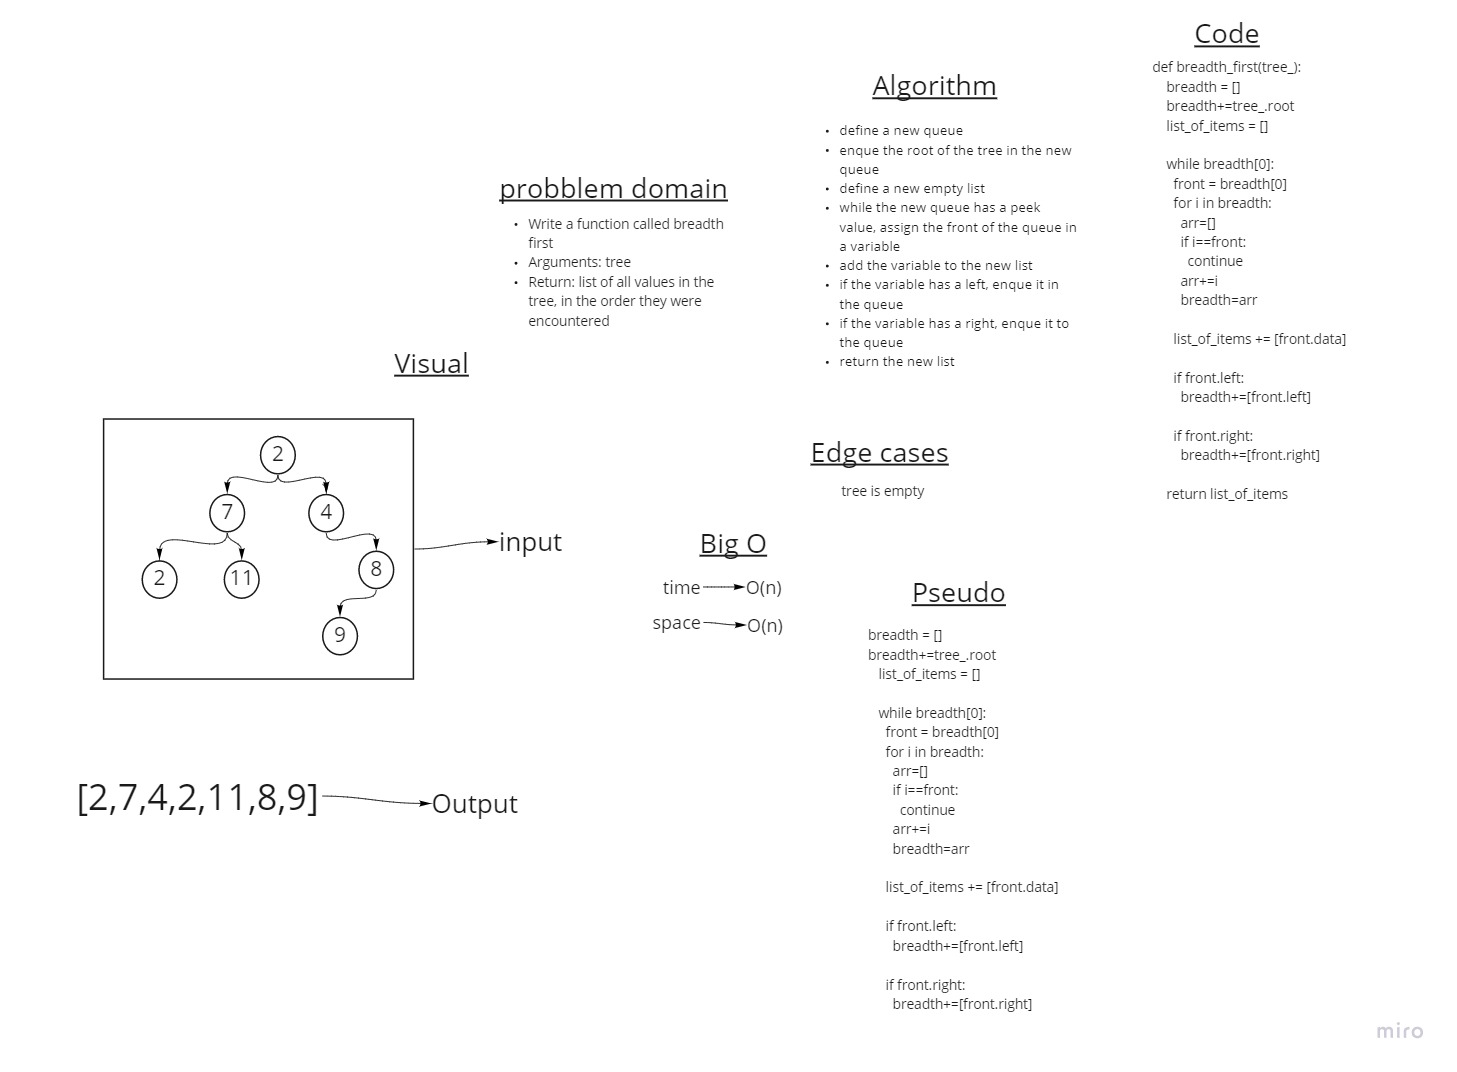 probblem domain
• Write a function called breadth
first
• Arguments: tree
• Return: list of all values in the
tree, in the order they were
encountered
Visual
2
7
4
2
11
8
9
input
[2,7,4,2,11,8,9]
Output
Algorithm
• define a new queue
• enque the root of the tree in the new
queue
• define a new empty list
• while the new queue has a peek
value, assign the front of the queue in
a variable
• add the variable to the new list
• if the variable has a left, enque it in
the queue
• if the variable has a right, enque it to
the queue
• return the new list
Edge cases
tree is empty
Big O
time
O(n)
space
O(n)
Pseudo
breadth = []
breadth+=tree_.root
list_of_items = []
while breadth[0]:
front = breadth[0]
for i in breadth:
arr=[]
if i==front:
continue
arr+=i
breadth=arr
list_of_items += [front.data]
if front.left:
breadth+=[front.left]
if front.right:
breadth+=[front.right]
Code
def breadth_first(tree_):
breadth = []
breadth+=tree_.root
list_of_items = []
while breadth[0]:
front = breadth[0]
for i in breadth:
arr=[]
if i==front:
continue
arr+=i
breadth=arr
list_of_items += [front.data]
if front.left:
breadth+=[front.left]
if front.right:
breadth+=[front.right]
return list_of_items
miro